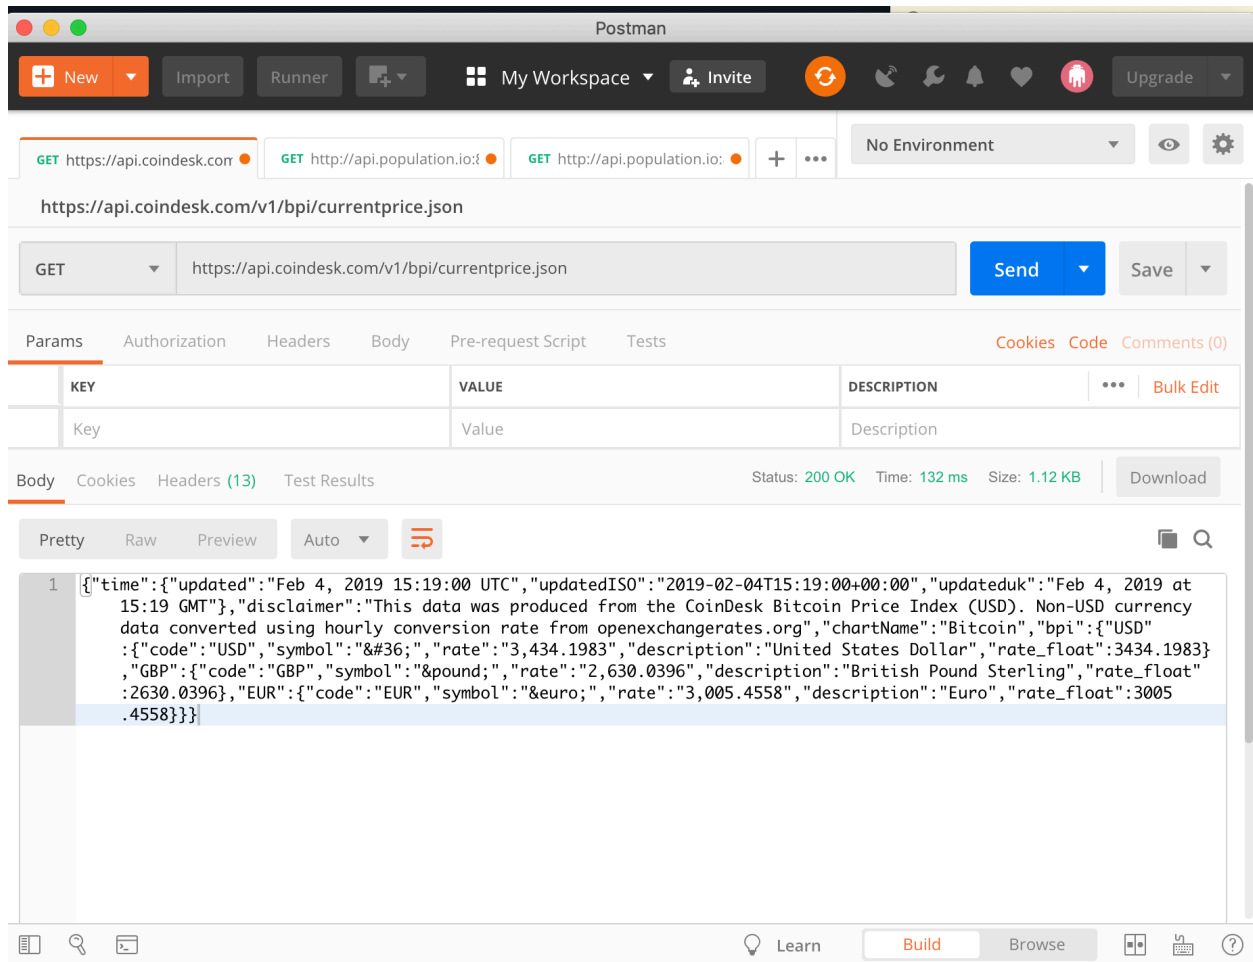 Postman
New Import Runner My Workspace Invite Upgrade
GET https://api.coindesk.com GET http://api.population.io:8 GET http://api.population.io: No Environment
https://api.coindesk.com/v1/bpi/currentprice.json
GET https://api.coindesk.com/v1/bpi/currentprice.json Send Save
Params Authorization Headers Body Pre-request Script Tests Cookies Code Comments (0)
KEY VALUE DESCRIPTION Bulk Edit
Key Value Description
Body Cookies Headers (13) Test Results Status: 200 OK Time: 132 ms Size: 1.12 KB Download
Pretty Raw Preview Auto
1 {"time":{"updated":"Feb 4, 2019 15:19:00 UTC","updatedISO":"2019-02-04T15:19:00+00:00","updateduk":"Feb 4, 2019 at
15:19 GMT"},"disclaimer":"This data was produced from the CoinDesk Bitcoin Price Index (USD). Non-USD currency
data converted using hourly conversion rate from openexchangerates.org","chartName":"Bitcoin","bpi":{"USD"
:{"code":"USD","symbol":"&#36;","rate":"3,434.1983","description":"United States Dollar","rate_float":3434.1983}
,"GBP":{"code":"GBP","symbol":"&pound;","rate":"2,630.0396","description":"British Pound Sterling","rate_float"
:2630.0396},"EUR":{"code":"EUR","symbol":"&euro;","rate":"3,005.4558","description":"Euro","rate_float":3005
.4558}}}
Learn Build Browse